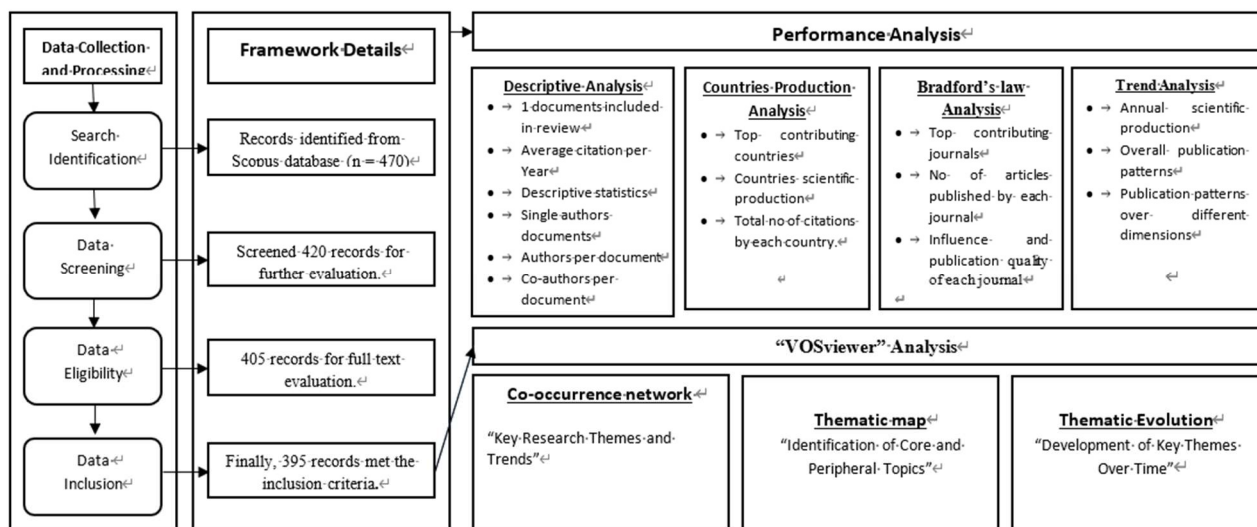 Data Collection
and Processing
Search
Identification
Data
Screening
Data
Eligibility
Data
Inclusion
Framework Details
Records identified from
Scopus database (n = 470)
Screened 420 records for
further evaluation.
405 records for full text
evaluation.
Finally, 395 records met the
inclusion criteria.
Performance Analysis
Descriptive Analysis
● → 1 documents included
in review
● → Average citation per
Year
● → Descriptive statistics
● → Single authors
documents
● → Authors per document
● → Co-authors per
document
Countries Production
Analysis
● → Top contributing
countries
● → Countries scientific
production
● → Total no of citations
by each country.
Bradford’s law
Analysis
● → Top contributing
journals
● → No of articles
published by each
journal
● → Influence and
publication quality
of each journal
Trend Analysis
● → Annual scientific
production
● → Overall publication
patterns
● → Publication patterns
over different
dimensions
“VOSviewer” Analysis
Co-occurrence network
“Key Research Themes and
Trends”
Thematic map
“Identification of Core and
Peripheral Topics”
Thematic Evolution
“Development of Key Themes
Over Time”